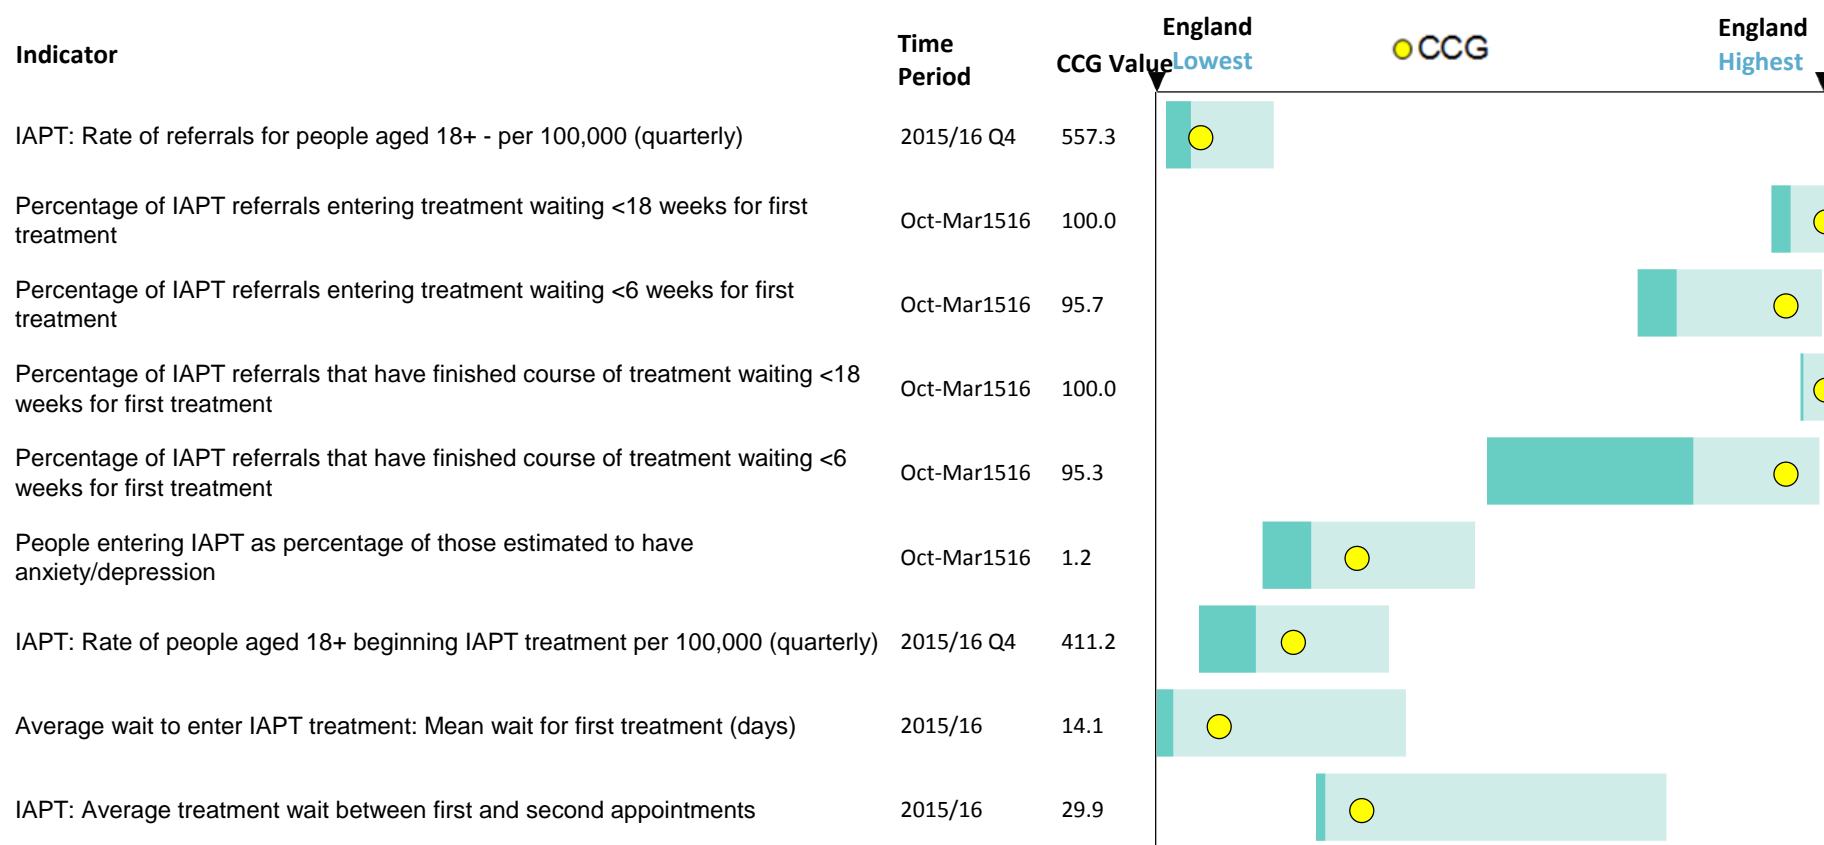 Indicator
Time
Period
CCG Value
England
Lowest
CCG
England
Highest
IAPT: Rate of referrals for people aged 18+ - per 100,000 (quarterly) 2015/16 Q4 557.3
Percentage of IAPT referrals entering treatment waiting <18 weeks for first
treatment
Oct-Mar1516 100.0
Percentage of IAPT referrals entering treatment waiting <6 weeks for first
treatment
Oct-Mar1516 95.7
Percentage of IAPT referrals that have finished course of treatment waiting <18
weeks for first treatment
Oct-Mar1516 100.0
Percentage of IAPT referrals that have finished course of treatment waiting <6
weeks for first treatment
Oct-Mar1516 95.3
People entering IAPT as percentage of those estimated to have
anxiety/depression
Oct-Mar1516 1.2
IAPT: Rate of people aged 18+ beginning IAPT treatment per 100,000 (quarterly) 2015/16 Q4 411.2
Average wait to enter IAPT treatment: Mean wait for first treatment (days) 2015/16 14.1
IAPT: Average treatment wait between first and second appointments 2015/16 29.9